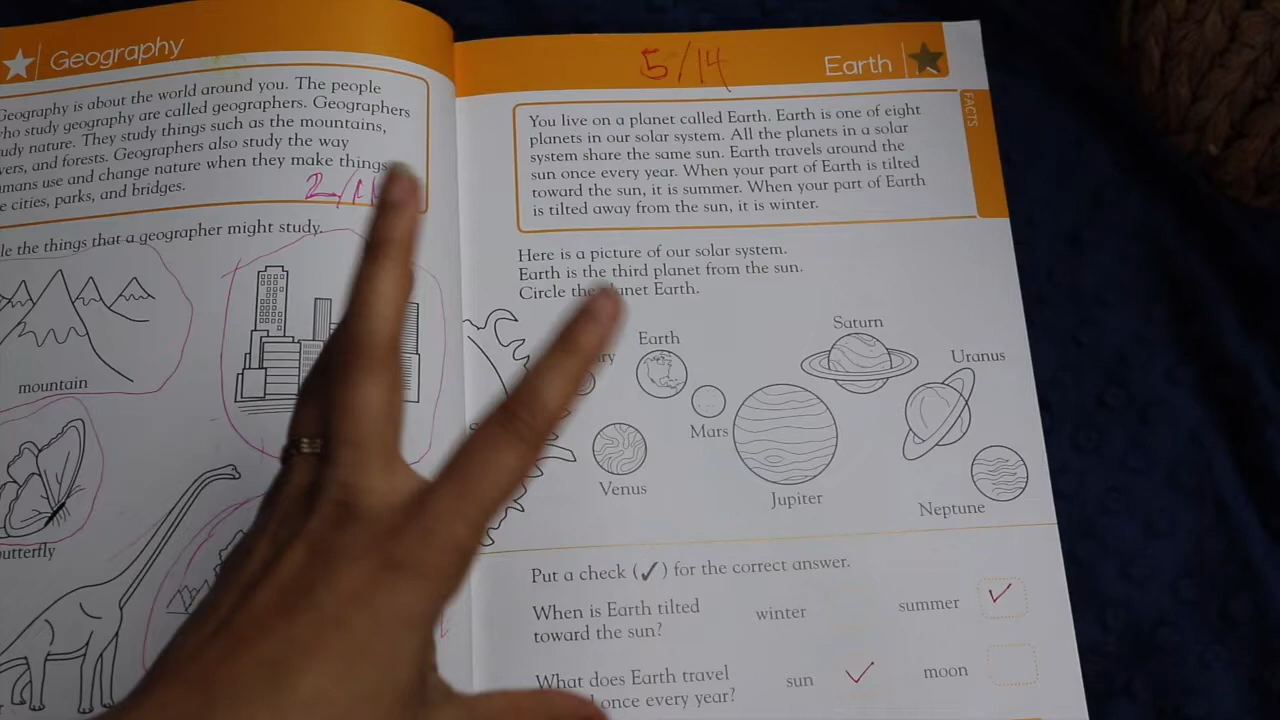 Geography
Geography is about the world around you. The people
who study geography are called geographers. Geographers
study nature. They study things such as the mountains,
and forests. Geographers also study the way
humans use and change nature when they make things
cities, parks, and bridges.
the things that a geographer might study.
mountain
butterfly
5/14
Earth
FACTS
You live on a planet called Earth. Earth is one of eight
planets in our solar system. All the planets in a solar
system share the same sun. Earth travels around the
sun once every year. When your part of Earth is tilted
toward the sun, it is summer. When your part of Earth
is tilted away from the sun, it is winter.
Here is a picture of our solar system.
Earth is the third planet from the sun.
Circle the planet Earth.
Earth
Saturn
Uranus
Mars
Venus
Jupiter
Neptune
Put a check (✓) for the correct answer.
When is Earth tilted
toward the sun?
winter
summer ✓
What does Earth travel
once every year?
sun ✓
moon